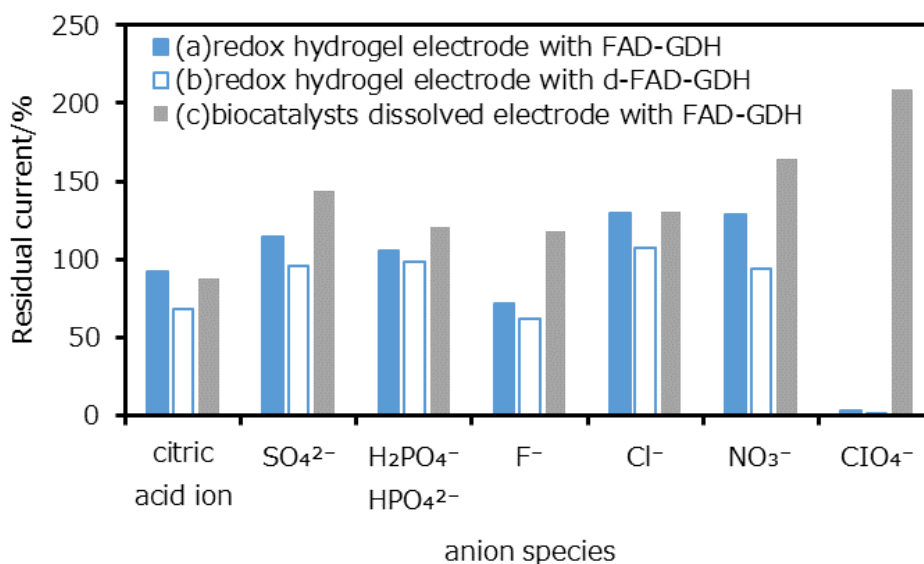 250
200
150
100
50
0
Residual current/%
(a)redox hydrogel electrode with FAD-GDH
(b)redox hydrogel electrode with d-FAD-GDH
(c)biocatalysts dissolved electrode with FAD-GDH
citric acid ion
SO₄²⁻
H₂PO₄⁻
HPO₄²⁻
F⁻
Cl⁻
NO₃⁻
CIO₄⁻
anion species